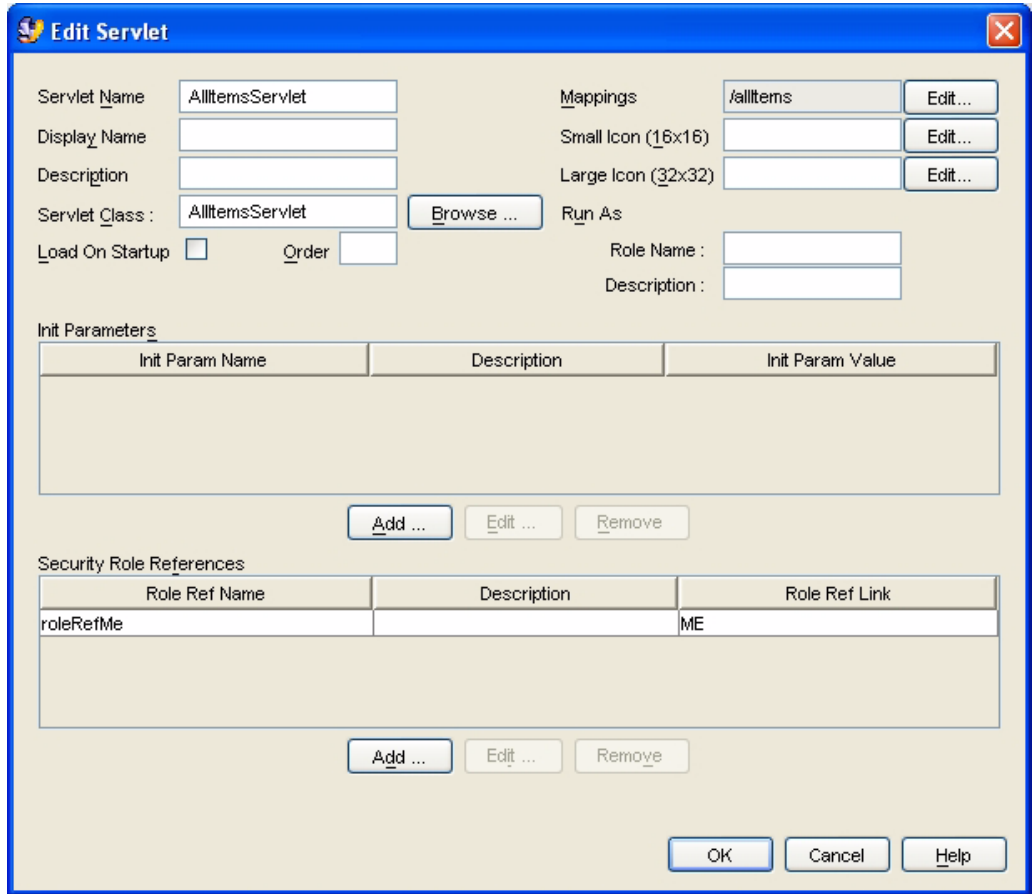 Edit Servlet
Servlet Name AllItemsServlet Mappings /allItems Edit...
Display Name Small Icon (16x16) Edit...
Description Large Icon (32x32) Edit...
Servlet Class : AllItemsServlet Browse ... Run As
Load On Startup Order Role Name :
Description :
Init Parameters
Init Param Name Description Init Param Value
Add ... Edit ... Remove
Security Role References
Role Ref Name Description Role Ref Link
roleRefMe ME
Add ... Edit ... Remove
OK Cancel Help